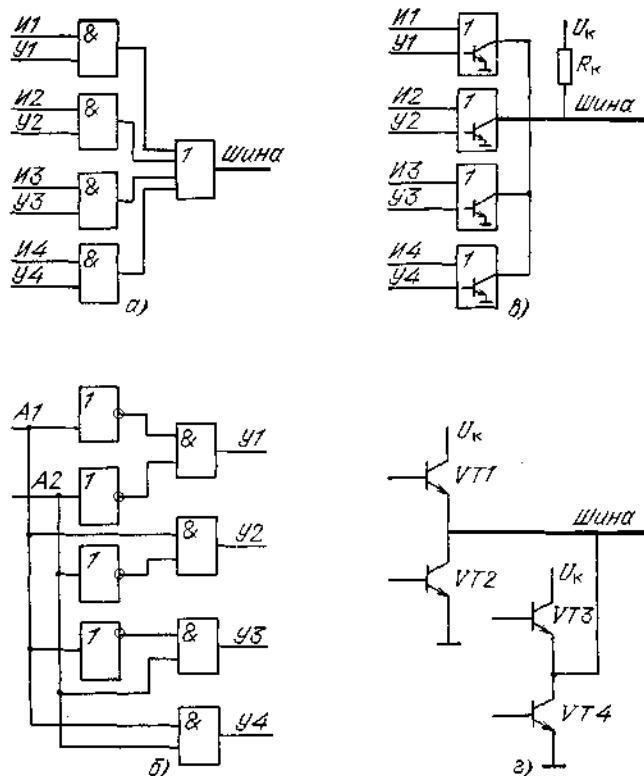 И1
У1
&
И2
У2
&
И3
У3
&
И4
У4
&
1
Шина
а)
И1
У1
1
И2
У2
1
И3
У3
1
И4
У4
1
Uк
Rк
Шина
в)
А1
1
А2
1
1
1
&
У1
&
У2
&
У3
&
У4
б)
Uк
VT1
VT2
Шина
Uк
VT3
VT4
г)